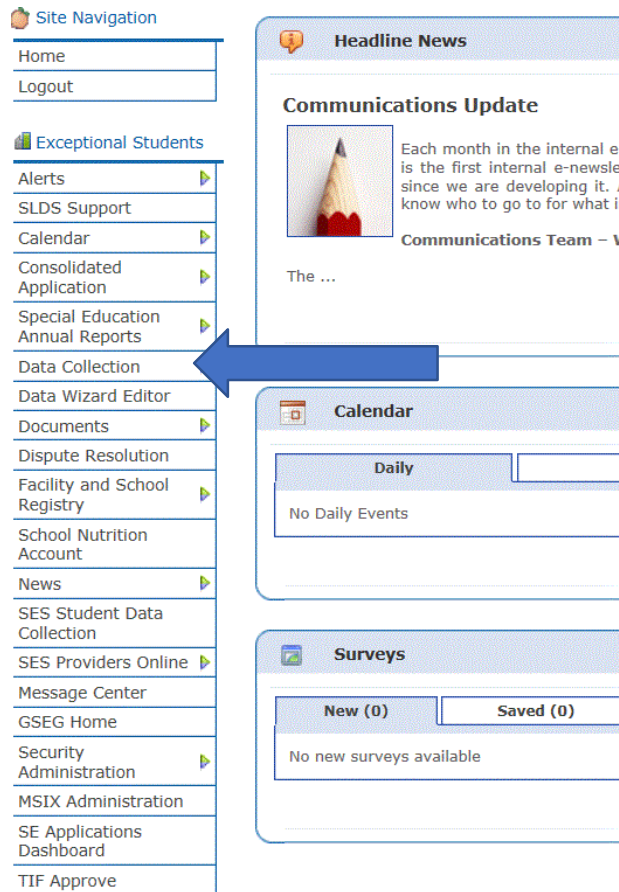 Site Navigation
Home
Logout
Exceptional Students
Alerts
SLDS Support
Calendar
Consolidated
Application
Special Education
Annual Reports
Data Collection
Data Wizard Editor
Documents
Dispute Resolution
Facility and School
Registry
School Nutrition
Account
News
SES Student Data
Collection
SES Providers Online
Message Center
GSEG Home
Security
Administration
MSIX Administration
SE Applications
Dashboard
TIF Approve
Headline News
Communications Update
Each month in the internal e
is the first internal e-newsle
since we are developing it.
know who to go to for what i
Communications Team –
The ...
Calendar
Daily
No Daily Events
Surveys
New (0) Saved (0)
No new surveys available